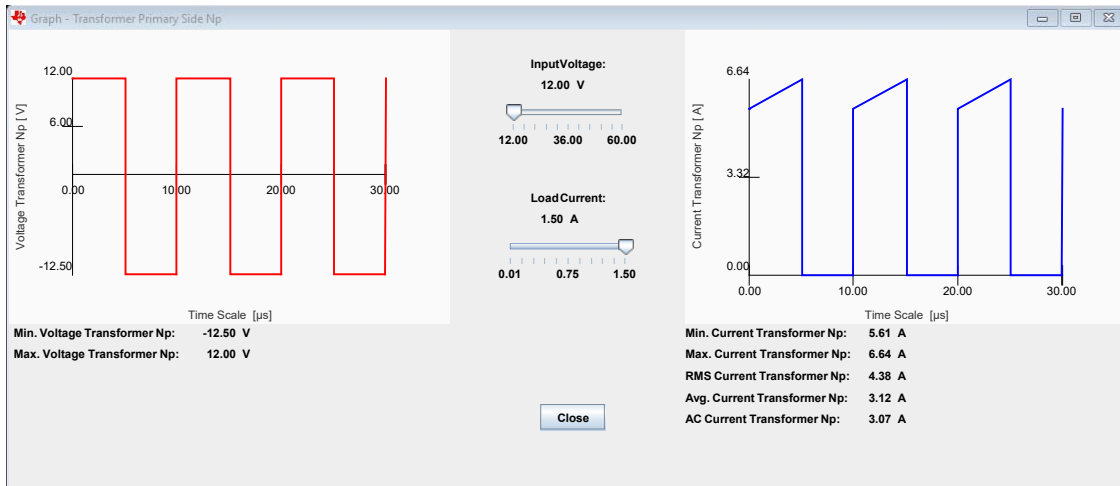 Graph - Transformer Primary Side Np
12.00
6.00
0.00 10.00 20.00 30.00
-12.50
Voltage Transformer Np [ V]
Time Scale [µs]
Min. Voltage Transformer Np: -12.50 V
Max. Voltage Transformer Np: 12.00 V
InputVoltage:
12.00 V
12.00 36.00 60.00
LoadCurrent:
1.50 A
0.01 0.75 1.50
Close
6.64
3.32
0.00
0.00 10.00 20.00 30.00
Current Transformer Np [ A]
Time Scale [µs]
Min. Current Transformer Np: 5.61 A
Max. Current Transformer Np: 6.64 A
RMS Current Transformer Np: 4.38 A
Avg. Current Transformer Np: 3.12 A
AC Current Transformer Np: 3.07 A